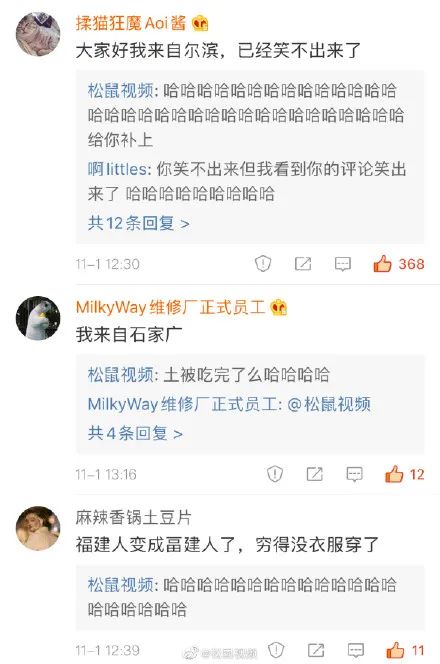 揉猫狂魔Aoi酱
大家好我来自尔滨，已经笑不出来了
松鼠视频: 哈哈哈哈哈哈哈哈哈哈哈哈哈哈
哈哈哈哈哈哈哈哈哈哈哈哈哈哈哈哈哈哈哈
给你补上
啊littles: 你笑不出来但我看到你的评论笑出
来了 哈哈哈哈哈哈哈哈哈
共12条回复 >
11-1 12:30 368
MilkyWay维修厂正式员工
我来自石家广
松鼠视频: 土被吃完了么哈哈哈哈
MilkyWay维修厂正式员工: @松鼠视频
共4条回复 >
11-1 13:16 12
麻辣香锅土豆片
福建人变成畐建人了，穷得没衣服穿了
松鼠视频: 哈哈哈哈哈哈哈哈哈哈哈哈哈哈
哈哈哈哈哈哈
11-1 12:39 @松鼠视频 11